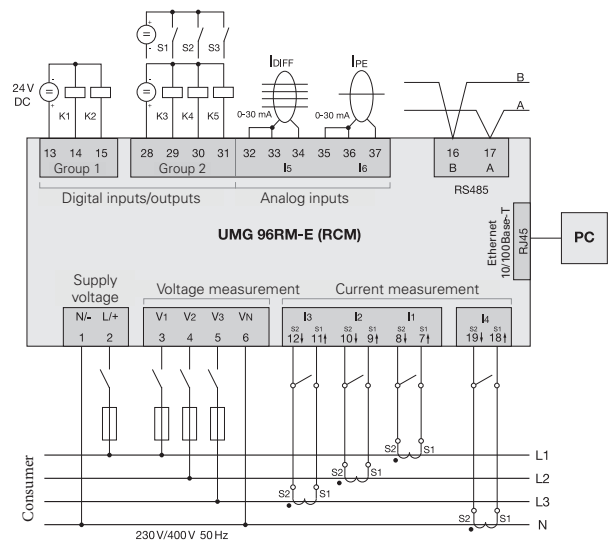 S1 S2 S3
24 V
DC
K1 K2
K3 K4 K5
IDIFF
IPE
0-30 mA
0-30 mA
B
A
13 14 15
Group 1
28 29 30 31
Group 2
32 33 34 35 36 37
I5 I6
16 17
B A
RS485
Digital inputs/outputs
Analog inputs
UMG 96RM-E (RCM)
Ethernet
10/100Base-T
RJ45
PC
Supply
voltage
Voltage measurement
Current measurement
N/- L/+
1 2
V1 V2 V3 VN
3 4 5 6
I3 I2 I1
S2 S1 S2 S1 S2 S1
12 11 10 9 8 7
I4
S2 S1
19 18
S2 S1
L1
S2 S1
L2
S2 S1
L3
S2 S1
N
Consumer
230 V/400 V 50 Hz